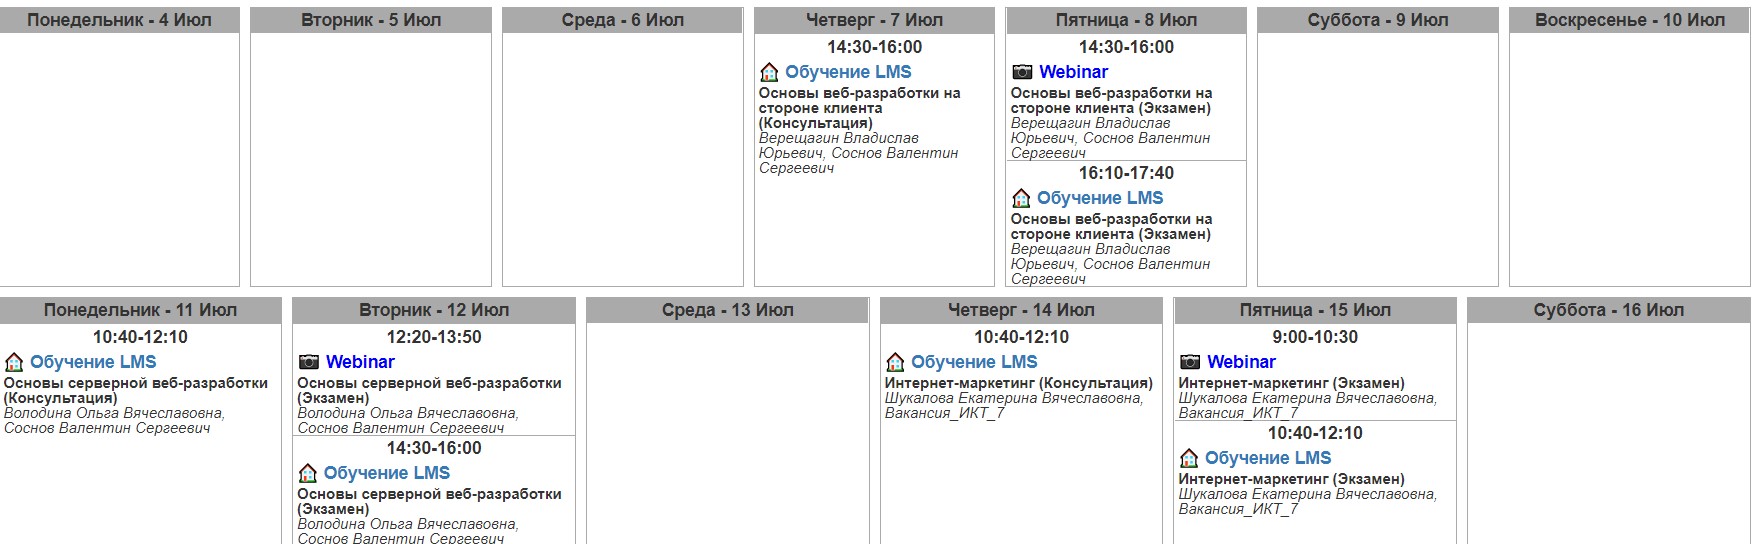 Понедельник - 4 Июл
Вторник - 5 Июл
Среда - 6 Июл
Четверг - 7 Июл
14:30-16:00
Обучение LMS
Основы веб-разработки на
стороне клиента
(Консультация)
Верещагин Владислав
Юрьевич, Соснов Валентин
Сергеевич
Пятница - 8 Июл
14:30-16:00
Webinar
Основы веб-разработки на
стороне клиента (Экзамен)
Верещагин Владислав
Юрьевич, Соснов Валентин
Сергеевич
16:10-17:40
Обучение LMS
Основы веб-разработки на
стороне клиента (Экзамен)
Верещагин Владислав
Юрьевич, Соснов Валентин
Сергеевич
Суббота - 9 Июл
Воскресенье - 10 Июл
Понедельник - 11 Июл
10:40-12:10
Обучение LMS
Основы серверной веб-разработки
(Консультация)
Володина Ольга Вячеславовна,
Соснов Валентин Сергеевич
Вторник - 12 Июл
12:20-13:50
Webinar
Основы серверной веб-разработки
(Экзамен)
Володина Ольга Вячеславовна,
Соснов Валентин Сергеевич
14:30-16:00
Обучение LMS
Основы серверной веб-разработки
(Экзамен)
Володина Ольга Вячеславовна,
Соснов Валентин Сергеевич
Среда - 13 Июл
Четверг - 14 Июл
10:40-12:10
Обучение LMS
Интернет-маркетинг (Консультация)
Шукалова Екатерина Вячеславовна,
Вакансия_ИКТ_7
Пятница - 15 Июл
9:00-10:30
Webinar
Интернет-маркетинг (Экзамен)
Шукалова Екатерина Вячеславовна,
Вакансия_ИКТ_7
10:40-12:10
Обучение LMS
Интернет-маркетинг (Экзамен)
Шукалова Екатерина Вячеславовна,
Вакансия_ИКТ_7
Суббота - 16 Июл